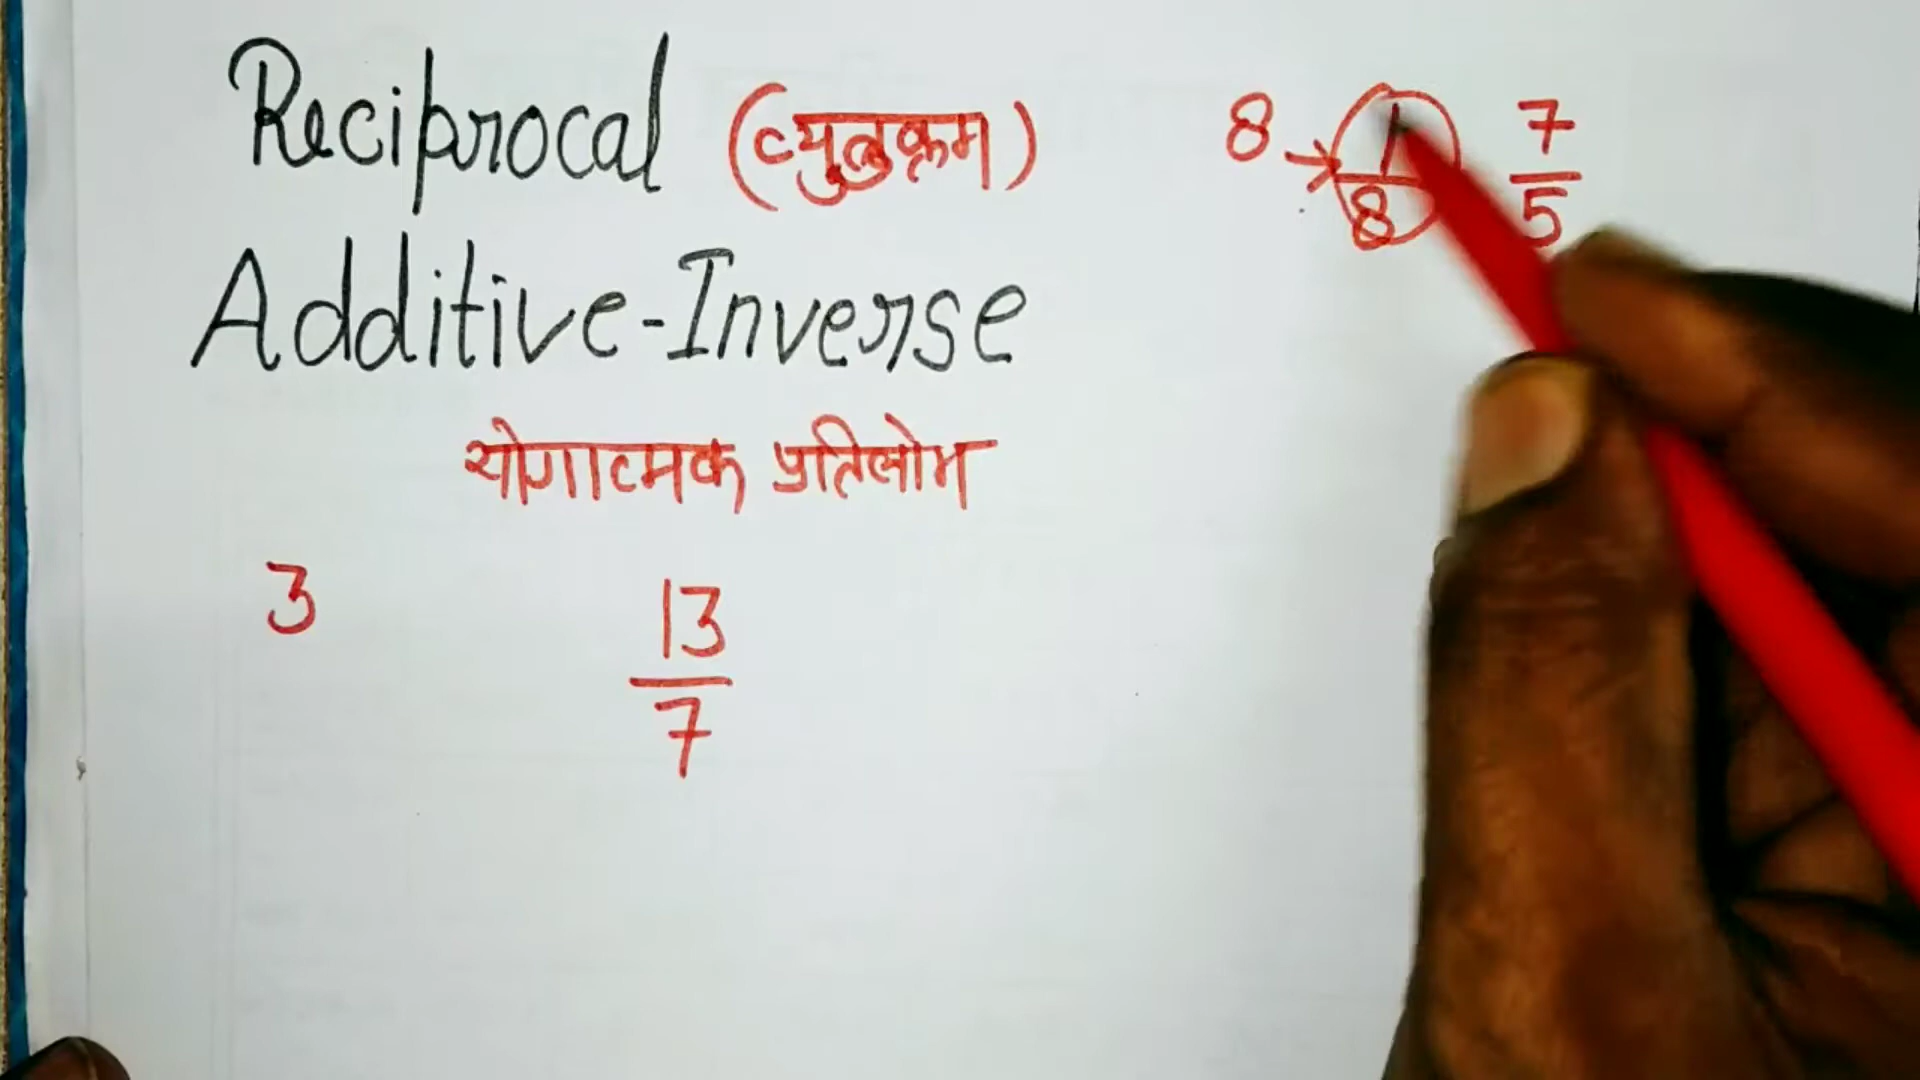 Reciprocal (व्युत्क्रम) 8 → 1/8 7/5
Additive-Inverse
योगात्मक प्रतिलोम
3 13/7